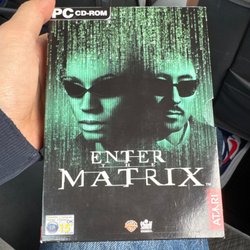 PC CD-ROM
ENTER
THE
MATRIX
ATARI